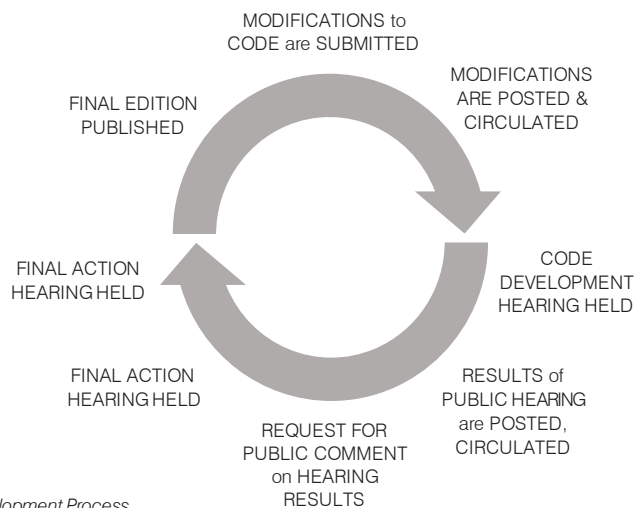 MODIFICATIONS to
CODE are SUBMITTED
MODIFICATIONS
ARE POSTED &
CIRCULATED
CODE
DEVELOPMENT
HEARING HELD
RESULTS of
PUBLIC HEARING
are POSTED,
CIRCULATED
REQUEST FOR
PUBLIC COMMENT
on HEARING
RESULTS
FINAL ACTION
HEARING HELD
FINAL ACTION
HEARING HELD
FINAL EDITION
PUBLISHED
Process